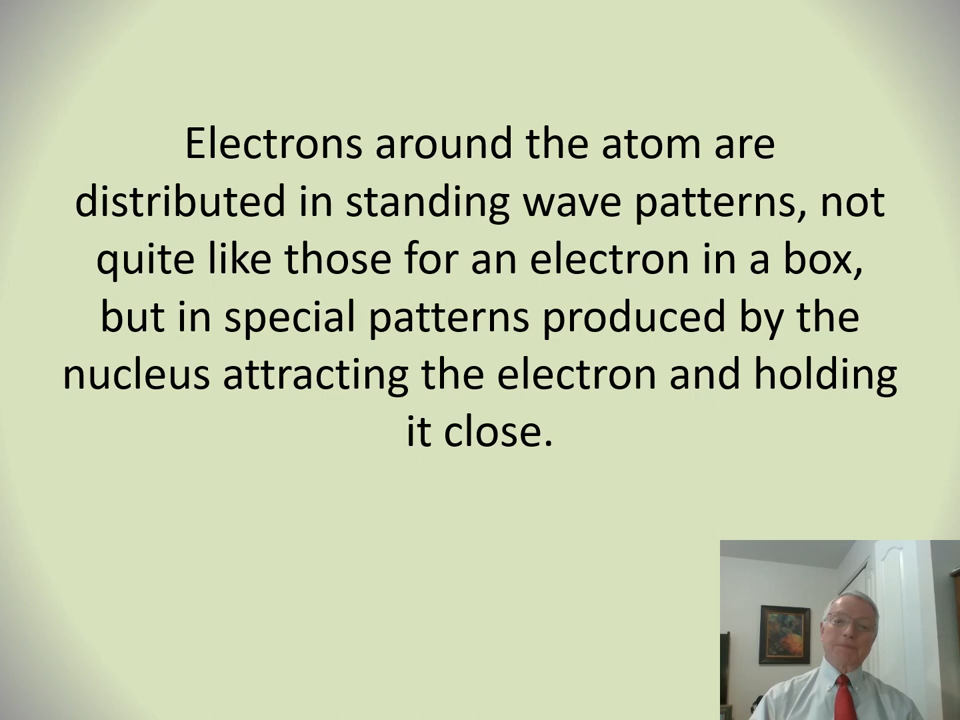 Electrons around the atom are
distributed in standing wave patterns, not
quite like those for an electron in a box,
but in special patterns produced by the
nucleus attracting the electron and holding
it close.